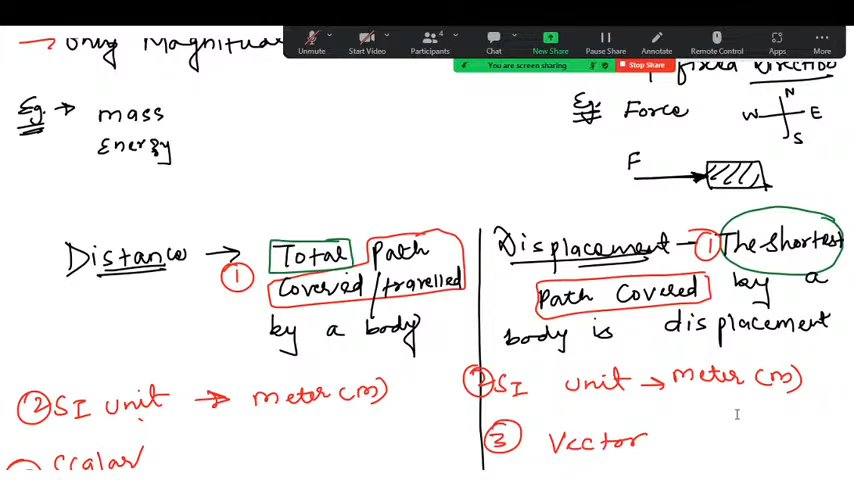 Unmute
Start Video
Participants
4
Chat
New Share
Pause Share
Annotate
Remote Control
Apps
More
You are screen sharing
Stop Share
→ Only Magnitud
fixed Direction
Eg. → mass
Energy
Eg. Force
N
W E
S
F
Distance → Total Path
① Covered/travelled
by a body
② SI unit → meter (m)
Scalar
Displacement – ① The shortest
Path Covered by a
body is displacement
② SI unit → meter (m)
③ Vector